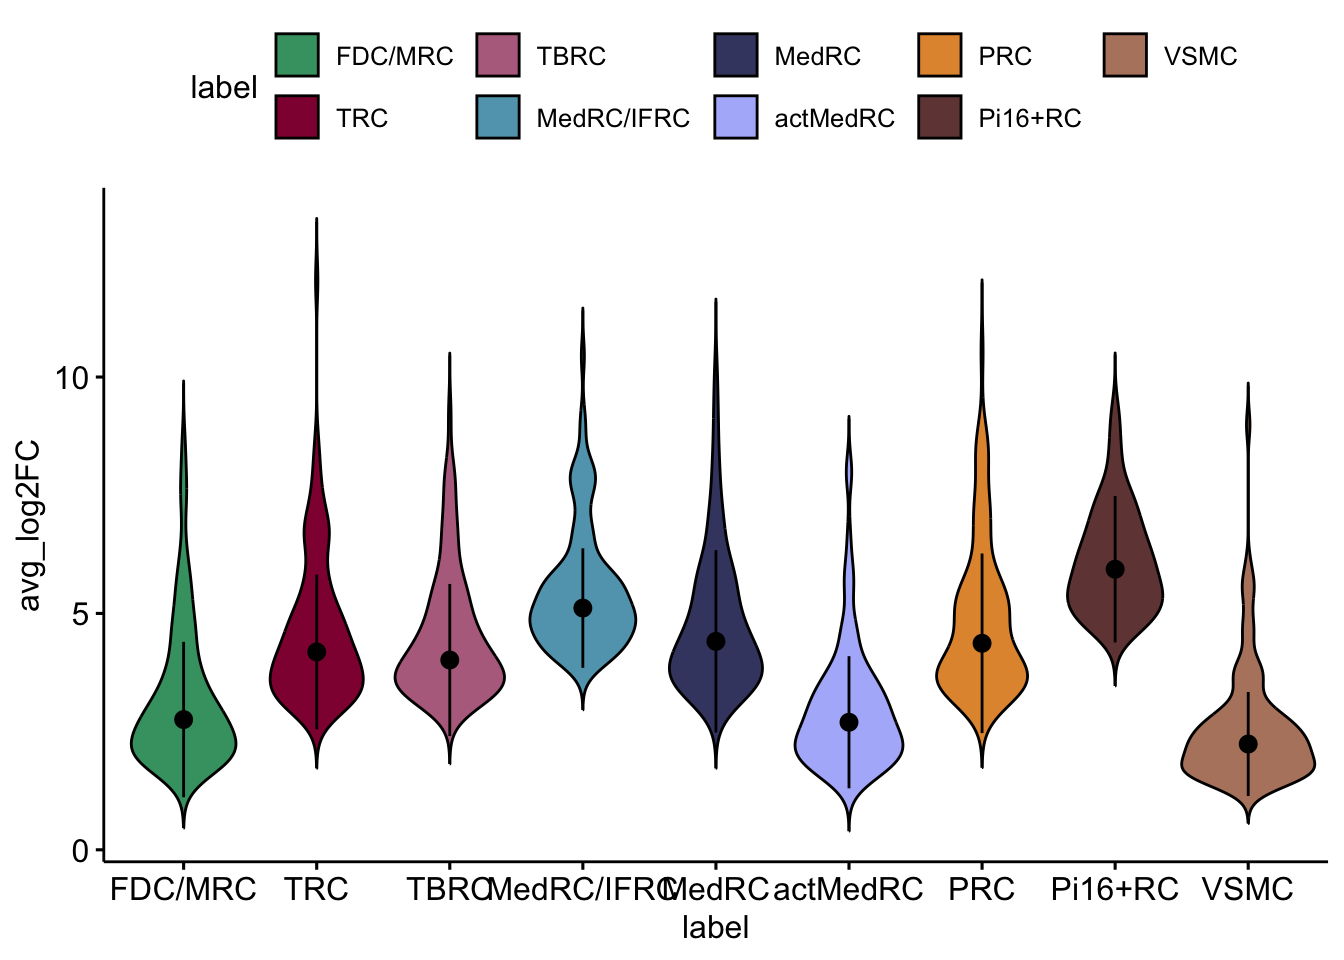 label
FDC/MRC TBRC MedRC PRC VSMC
TRC MedRC/IFRC actMedRC Pi16+RC
avg_log2FC
10
5
0
FDC/MRC TRC TBRC MedRC/IFRC MedRC actMedRC PRC Pi16+RC VSMC
label